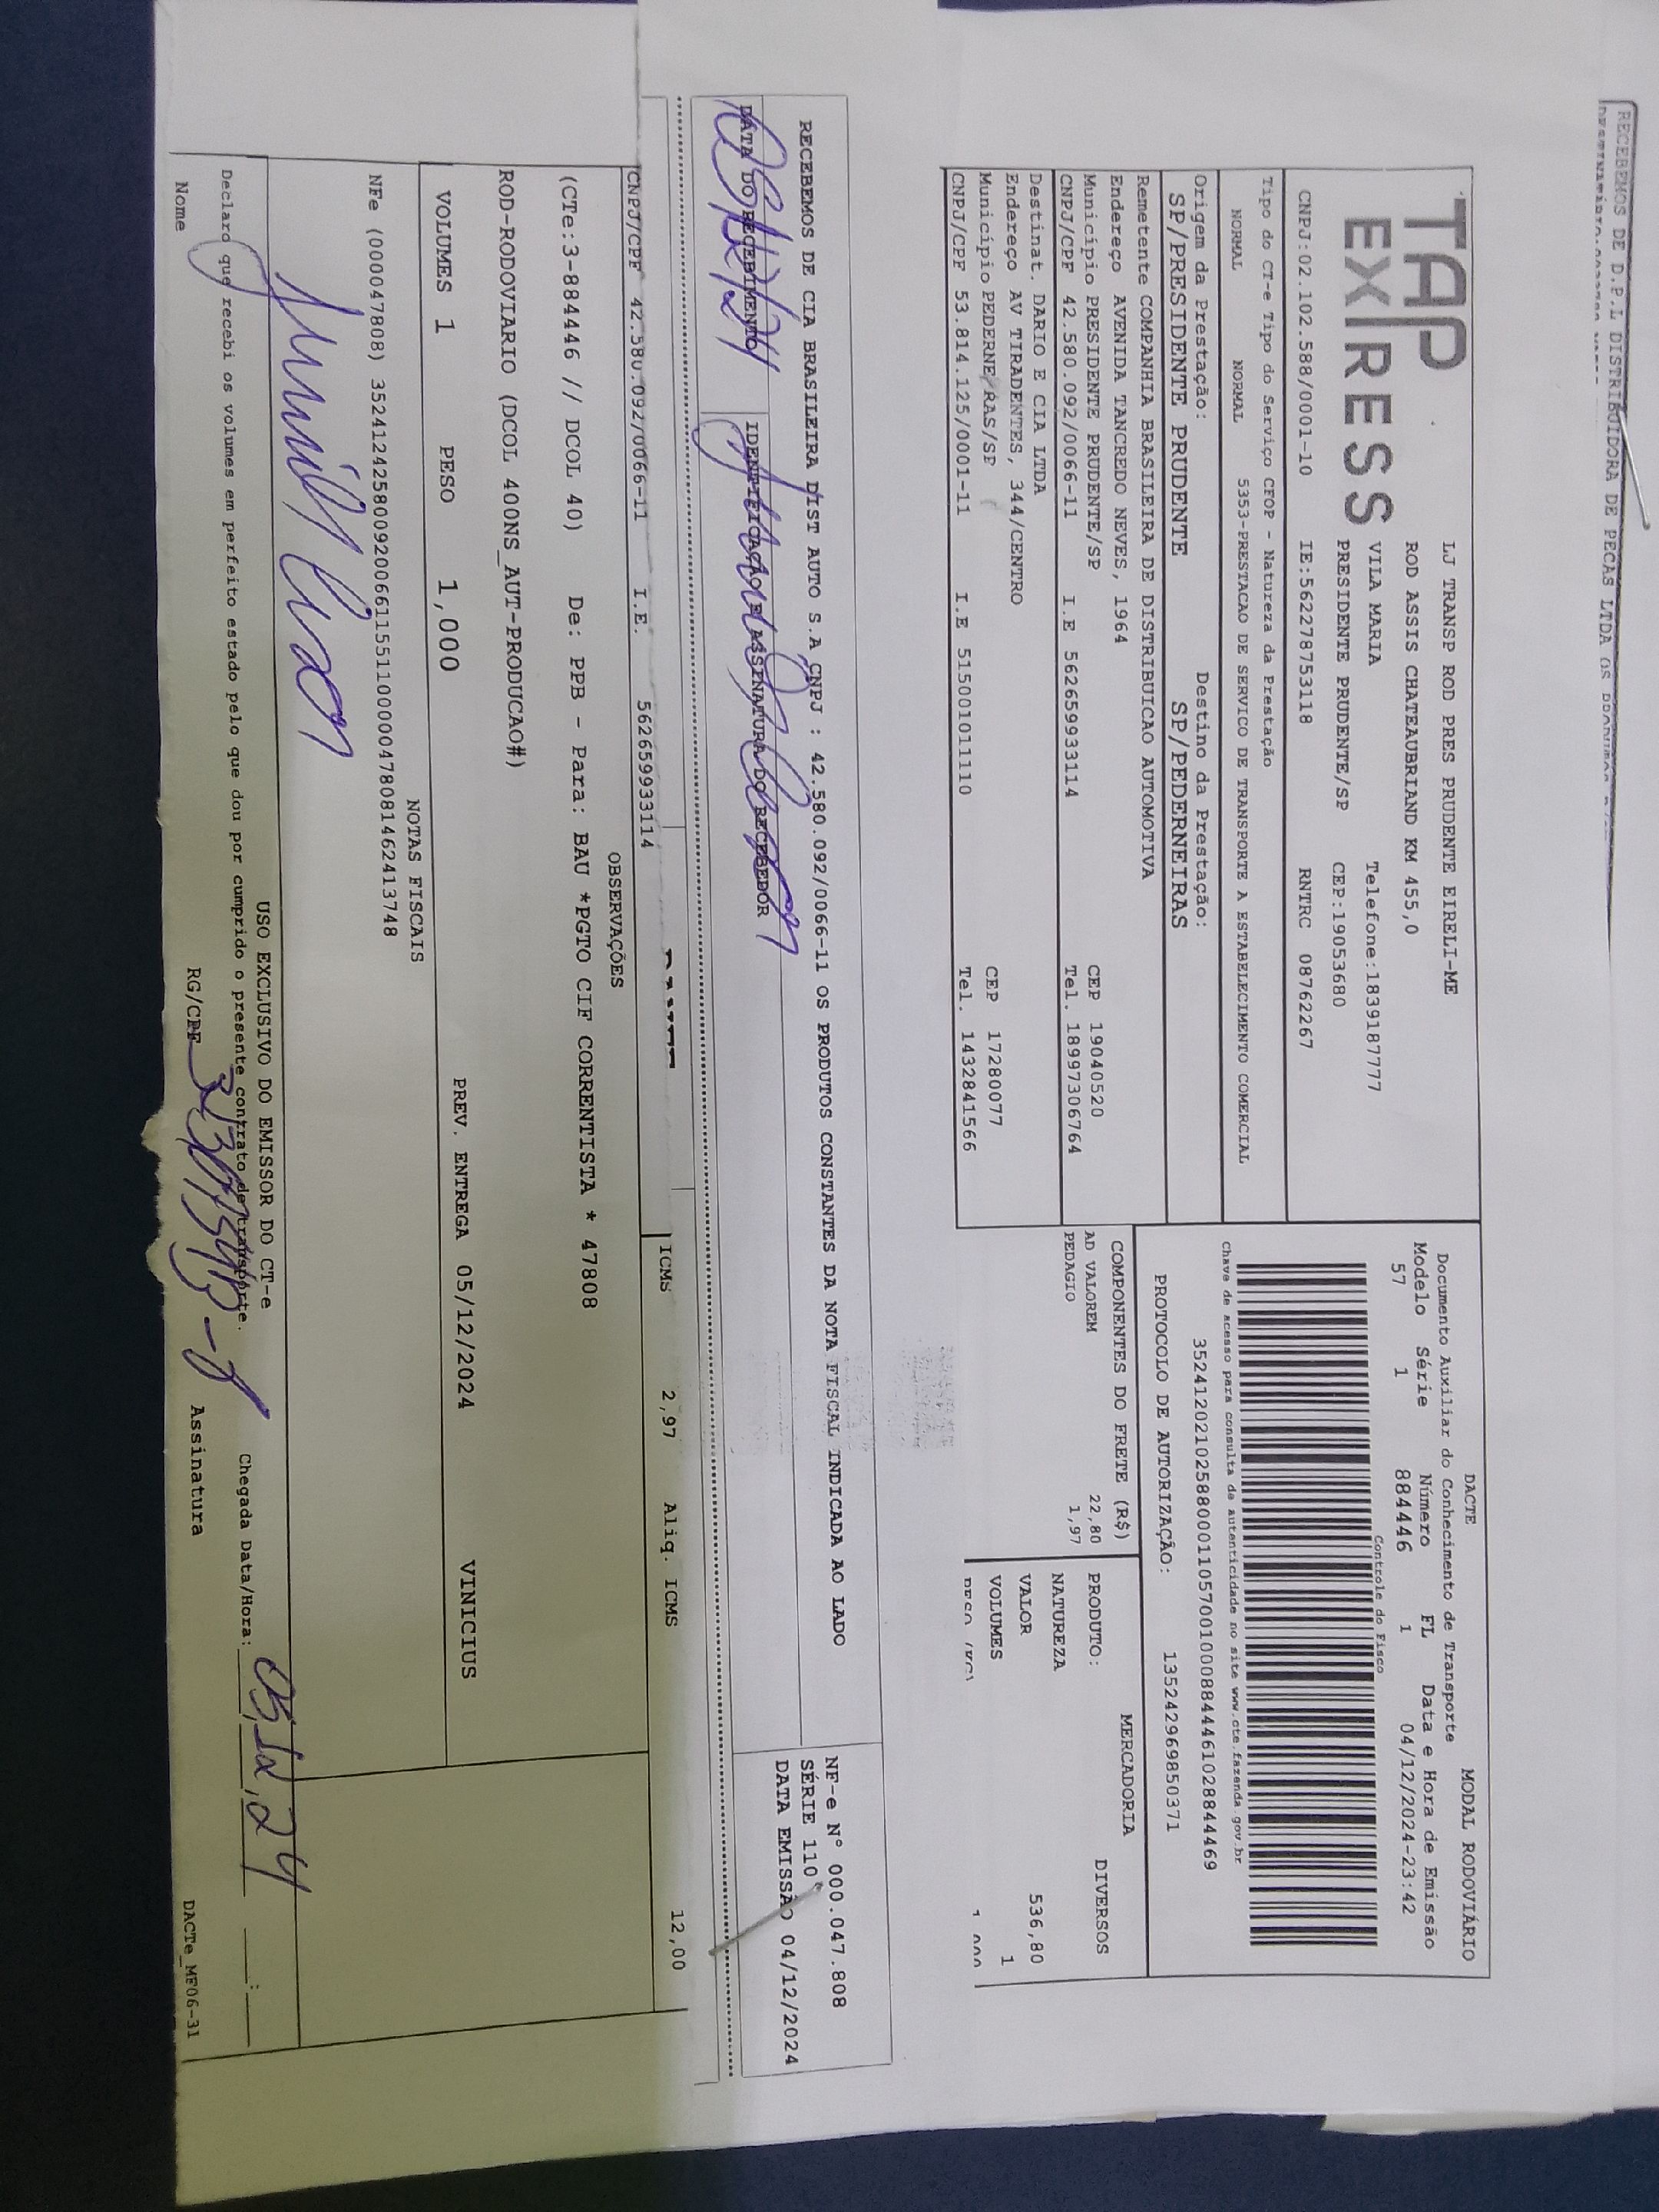 RECEBEMOS DE D.P.L DISTRIBUIDORA DE PECAS LTDA OS
TAP
EXPRESS
LJ TRANSP ROD PRES PRUDENTE EIRELI-ME
ROD ASSIS CHATEAUBRIAND KM 455,0
VILA MARIA Telefone:1839187777
PRESIDENTE PRUDENTE/SP CEP:19053680
CNPJ:02.102.588/0001-10 IE:562278753118 RNTRC 08762267
DACTE MODAL RODOVIÁRIO
Documento Auxiliar do Conhecimento de Transporte
Modelo Série Número FL Data e Hora de Emissão
57 1 884446 1 04/12/2024-23:42
Controle do Fisco
Chave de acesso para consulta de autenticidade no site www.cte.fazenda.gov.br
35241202102588000110570010008844461028844469
PROTOCOLO DE AUTORIZAÇÃO: 135242969850371
Tipo do CT-e Tipo do Serviço CFOP - Natureza da Prestação
NORMAL NORMAL 5353-PRESTACAO DE SERVICO DE TRANSPORTE A ESTABELECIMENTO COMERCIAL
Origem da Prestação: Destino da Prestação:
SP/PRESIDENTE PRUDENTE SP/PEDERNEIRAS
Remetente COMPANHIA BRASILEIRA DE DISTRIBUICAO AUTOMOTIVA
Endereço AVENIDA TANCREDO NEVES, 1964
Município PRESIDENTE PRUDENTE/SP CEP 19040520
CNPJ/CPF 42.580.092/0066-11 I.E 562659933114 Tel. 18997306764
Destinat. DARIO E CIA LTDA
Endereço AV TIRADENTES, 344/CENTRO
Município PEDERNEIRAS/SP CEP 17280077
CNPJ/CPF 53.814.125/0001-11 I.E 515001011110 Tel. 1432841566
COMPONENTES DO FRETE (R$)
AD VALOREM 22,80
PEDAGIO 1,97
MERCADORIA
PRODUTO: DIVERSOS
NATUREZA
VALOR 536,80
VOLUMES 1
PESO (KG) 1,000
RECEBEMOS DE CIA BRASILEIRA DIST AUTO S.A CNPJ : 42.580.092/0066-11 OS PRODUTOS CONSTANTES DA NOTA FISCAL INDICADA AO LADO
NF-e N° 000.047.808
SÉRIE 110
DATA EMISSÃO 04/12/2024
DATA DO RECEBIMENTO IDENTIFICAÇÃO E ASSINATURA DO RECEBEDOR
05/12/24
ICMS 2,97 Aliq. ICMS 12,00
CNPJ/CPF 42.580.092/0066-11 I.E. 562659933114
OBSERVAÇÕES
(CTe:3-884446 // DCOL 40) De: PPB - Para: BAU *PGTO CIF CORRENTISTA * 47808
ROD-RODOVIARIO (DCOL 400NS_AUT-PRODUCAO#)
VOLUMES 1 PESO 1,000 PREV. ENTREGA 05/12/2024 VINICIUS
NOTAS FISCAIS
NFe (000047808) 35241242580092006611551100000478081462413748
USO EXCLUSIVO DO EMISSOR DO CT-e
Declaro que recebi os volumes em perfeito estado pelo que dou por cumprido o presente contrato de transporte. Chegada Data/Hora: 05,12,24
Nome RG/CPF Assinatura DACTe_MF06-31